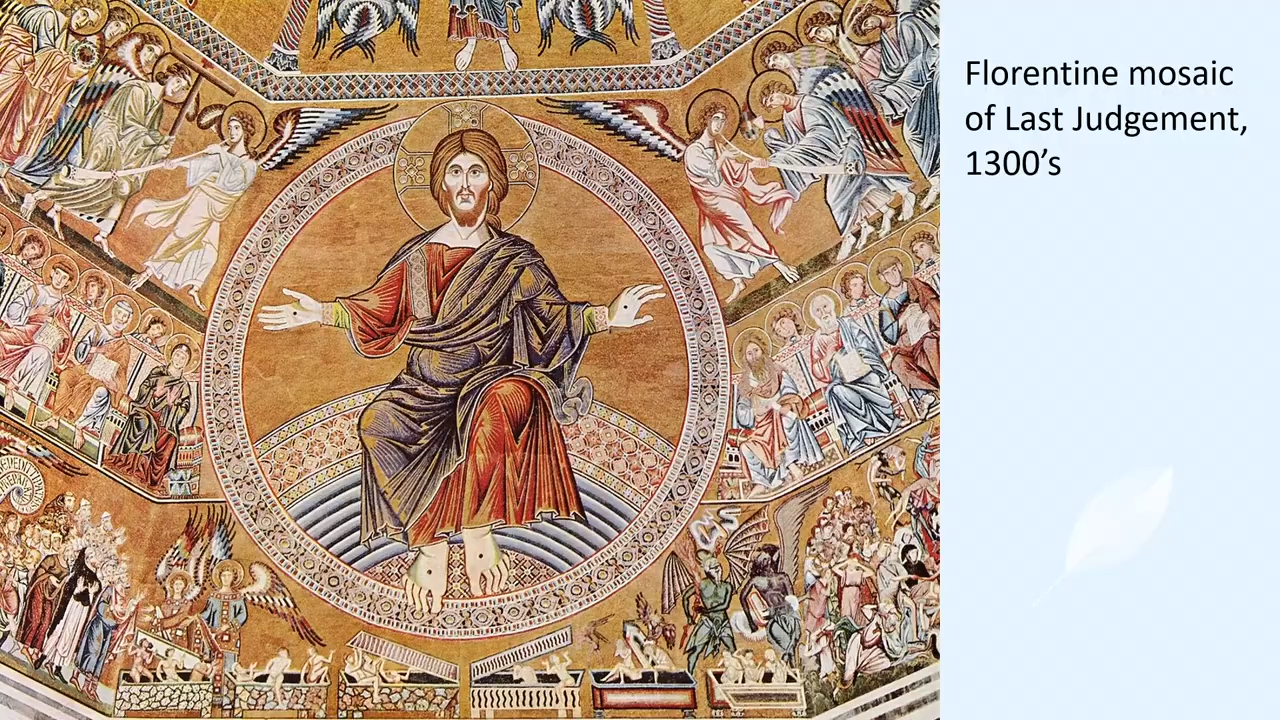 Florentine mosaic
of Last Judgement,
1300’s